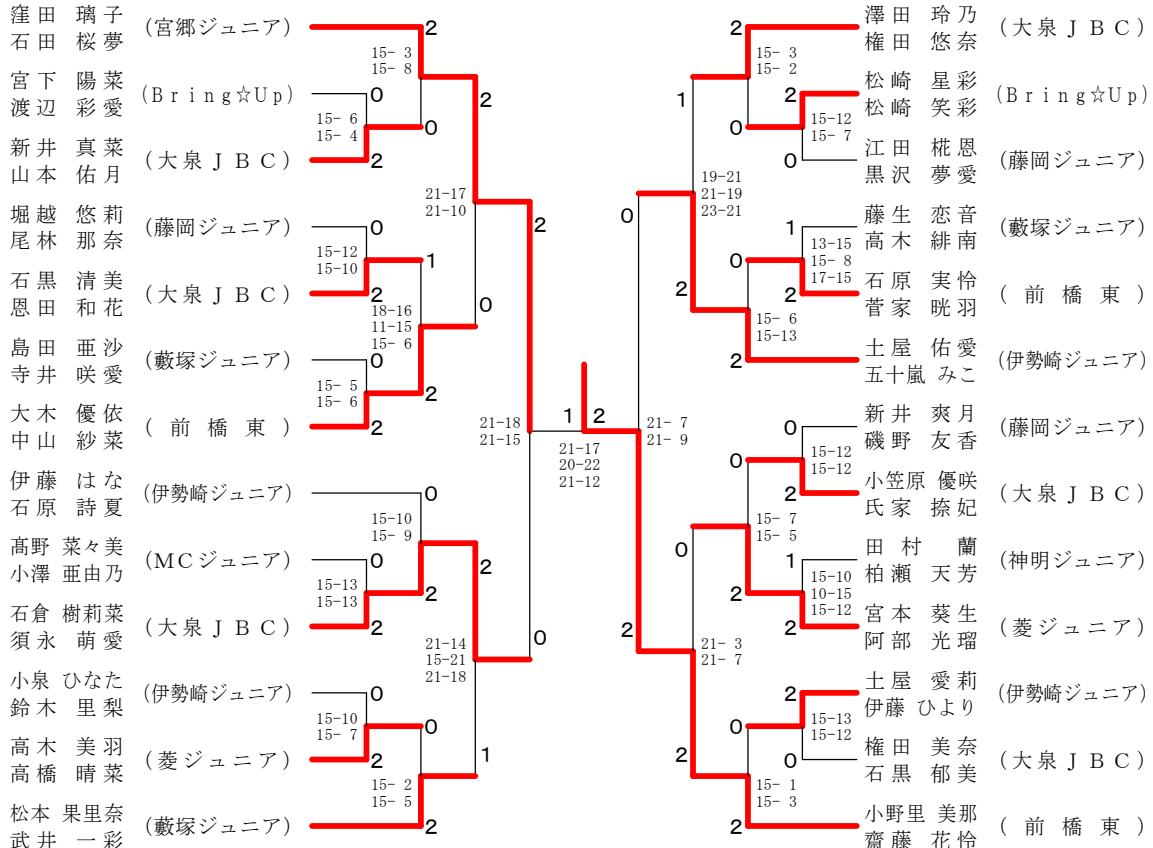 窪田 璃子
石田 桜夢
(宮郷ジュニア)
2
15- 3
15- 8
宮下 陽菜
渡辺 彩愛
(Bring☆Up)
0
2
15- 6
15- 4
0
新井 真菜
山本 佑月
(大泉JBC)
2
21-17
21-10
2
堀越 悠莉
尾林 那奈
(藤岡ジュニア)
0
15-12
15-10
1
石黒 清美
恩田 和花
(大泉JBC)
2
0
18-16
11-15
15- 6
島田 亜沙
寺井 咲愛
(藪塚ジュニア)
0
15- 5
15- 6
2
大木 優依
中山 紗菜
(前橋東)
2
21-18
21-15
1
2
21-17
20-22
21-12
伊藤 はな
石原 詩夏
(伊勢崎ジュニア)
0
15-10
15- 9
髙野 菜々美
小澤 亜由乃
(MCジュニア)
0
2
15-13
15-13
2
石倉 樹莉菜
須永 萌愛
(大泉JBC)
2
21-14
15-21
21-18
0
小泉 ひなた
鈴木 里梨
(伊勢崎ジュニア)
0
15-10
15- 7
0
高木 美羽
高橋 晴菜
(菱ジュニア)
2
1
15- 2
15- 5
松本 果里奈
武井 一彩
(藪塚ジュニア)
2
2
澤田 玲乃
権田 悠奈
(大泉JBC)
15- 3
15- 2
1
2
松崎 星彩
松崎 笑彩
(Bring☆Up)
0
15-12
15- 7
0
江田 椛恩
黒沢 夢愛
(藤岡ジュニア)
19-21
21-19
23-21
0
1
藤生 恋音
高木 緋南
(藪塚ジュニア)
0
13-15
15- 8
17-15
2
2
石原 実怜
菅家 晄羽
(前橋東)
15- 6
15-13
2
土屋 佑愛
五十嵐 みこ
(伊勢崎ジュニア)
21- 7
21- 9
0
新井 爽月
磯野 友香
(藤岡ジュニア)
0
15-12
15-12
2
小笠原 優咲
氏家 捺妃
(大泉JBC)
15- 7
15- 5
0
1
田村 蘭
柏瀬 天芳
(神明ジュニア)
2
15-10
10-15
15-12
2
宮本 葵生
阿部 光瑠
(菱ジュニア)
2
21- 3
21- 7
2
土屋 愛莉
伊藤 ひより
(伊勢崎ジュニア)
0
15-13
15-12
2
0
権田 美奈
石黒 郁美
(大泉JBC)
15- 1
15- 3
2
小野里 美那
齋藤 花怜
(前橋東)